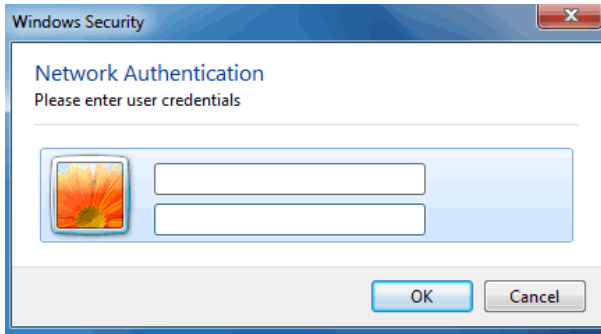 Windows Security
Network Authentication
Please enter user credentials
OK
Cancel